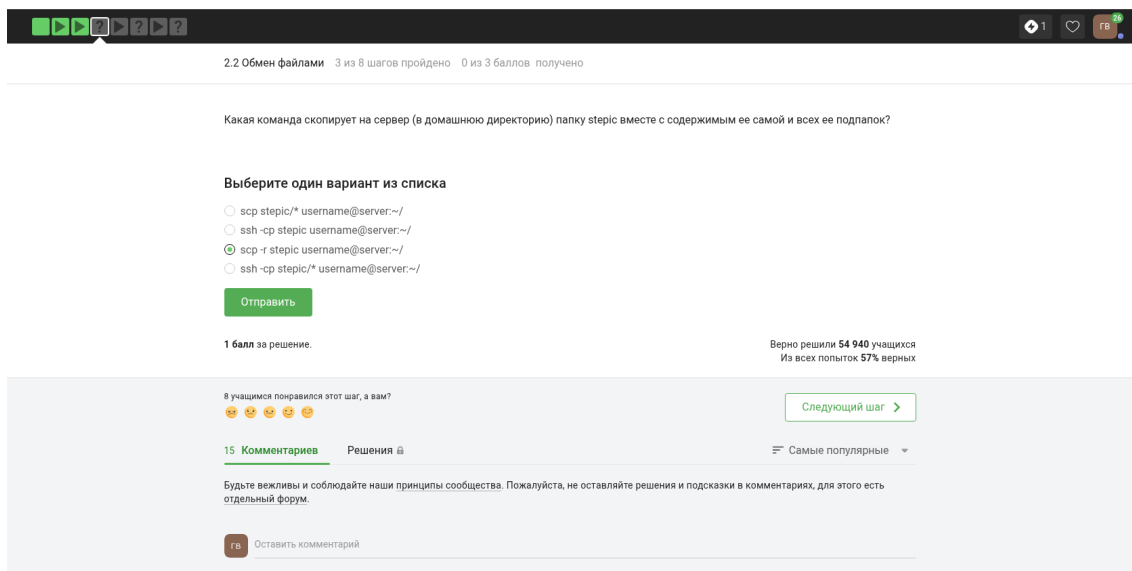 ? ? ?
1
ГВ
26
2.2 Обмен файлами 3 из 8 шагов пройдено 0 из 3 баллов получено
Какая команда скопирует на сервер (в домашнюю директорию) папку stepic вместе с содержимым ее самой и всех ее подпапок?
Выберите один вариант из списка
scp stepic/* username@server:~/
ssh -cp stepic username@server:~/
scp -r stepic username@server:~/
ssh -cp stepic/* username@server:~/
Отправить
1 балл за решение.
Верно решили 54 940 учащихся
Из всех попыток 57% верных
8 учащимся понравился этот шаг, а вам?
Следующий шаг
15 Комментариев Решения
Самые популярные
Будьте вежливы и соблюдайте наши принципы сообщества. Пожалуйста, не оставляйте решения и подсказки в комментариях, для этого есть
отдельный форум.
ГВ Оставить комментарий